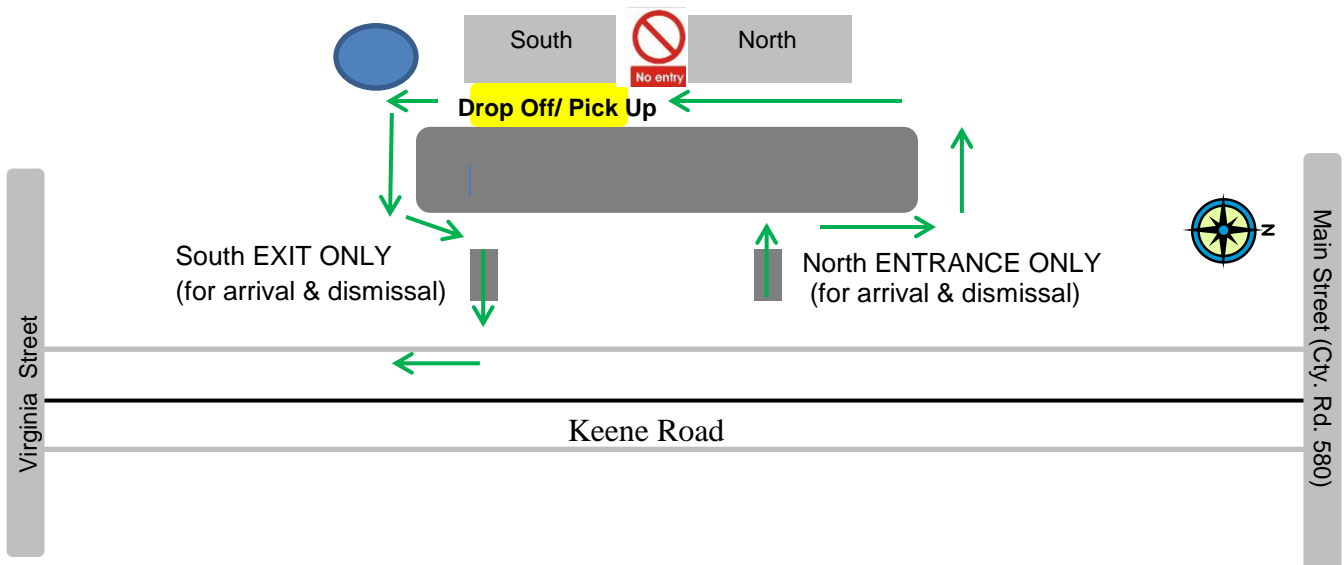 South
North
No entry
Drop Off/ Pick Up
South EXIT ONLY
(for arrival & dismissal)
North ENTRANCE ONLY
(for arrival & dismissal)
N
Virginia Street
Main Street (Cty. Rd. 580)
Keene Road